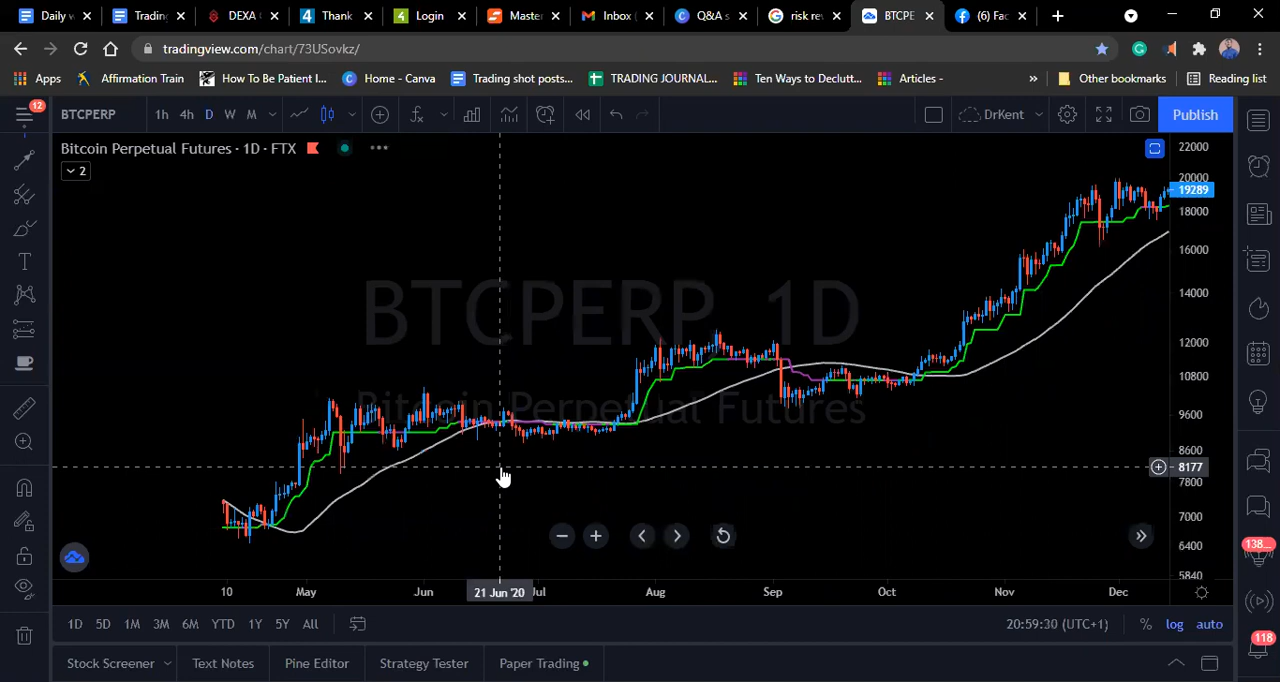 Daily w
Trading
DEXA
Thank
Login
Master
Inbox (
Q&A s
risk re
BTCPE
(6) Fac
tradingview.com/chart/73USovkz/
Apps
Affirmation Train
How To Be Patient I...
Home - Canva
Trading shot posts...
TRADING JOURNAL...
Ten Ways to Declutt...
Articles -
»
Other bookmarks
Reading list
12
BTCPERP
1h
4h
D
W
M
DrKent
Publish
Bitcoin Perpetual Futures · 1D · FTX
2
BTCPERP, 1D
Bitcoin Perpetual Futures
22000
20000
19289
18000
16000
14000
12000
10800
9600
8600
8177
7800
7000
6400
5840
138...
118
10
May
Jun
21 Jun '20
Jul
Aug
Sep
Oct
Nov
Dec
1D
5D
1M
3M
6M
YTD
1Y
5Y
All
20:59:30 (UTC+1)
%
log
auto
Stock Screener
Text Notes
Pine Editor
Strategy Tester
Paper Trading